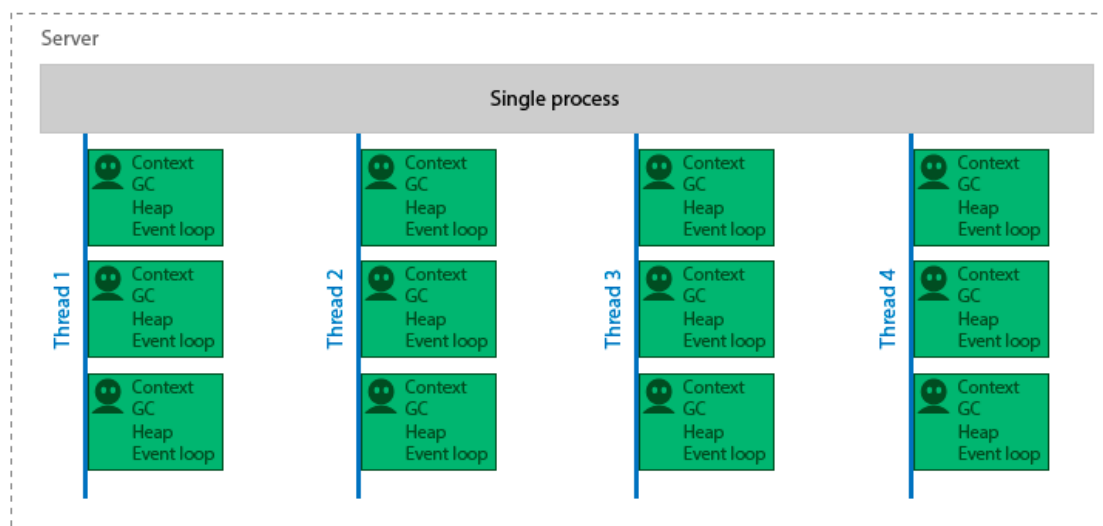 Server
Single process
Thread 1
Context
GC
Heap
Event loop
Context
GC
Heap
Event loop
Context
GC
Heap
Event loop
Thread 2
Context
GC
Heap
Event loop
Context
GC
Heap
Event loop
Context
GC
Heap
Event loop
Thread 3
Context
GC
Heap
Event loop
Context
GC
Heap
Event loop
Context
GC
Heap
Event loop
Thread 4
Context
GC
Heap
Event loop
Context
GC
Heap
Event loop
Context
GC
Heap
Event loop